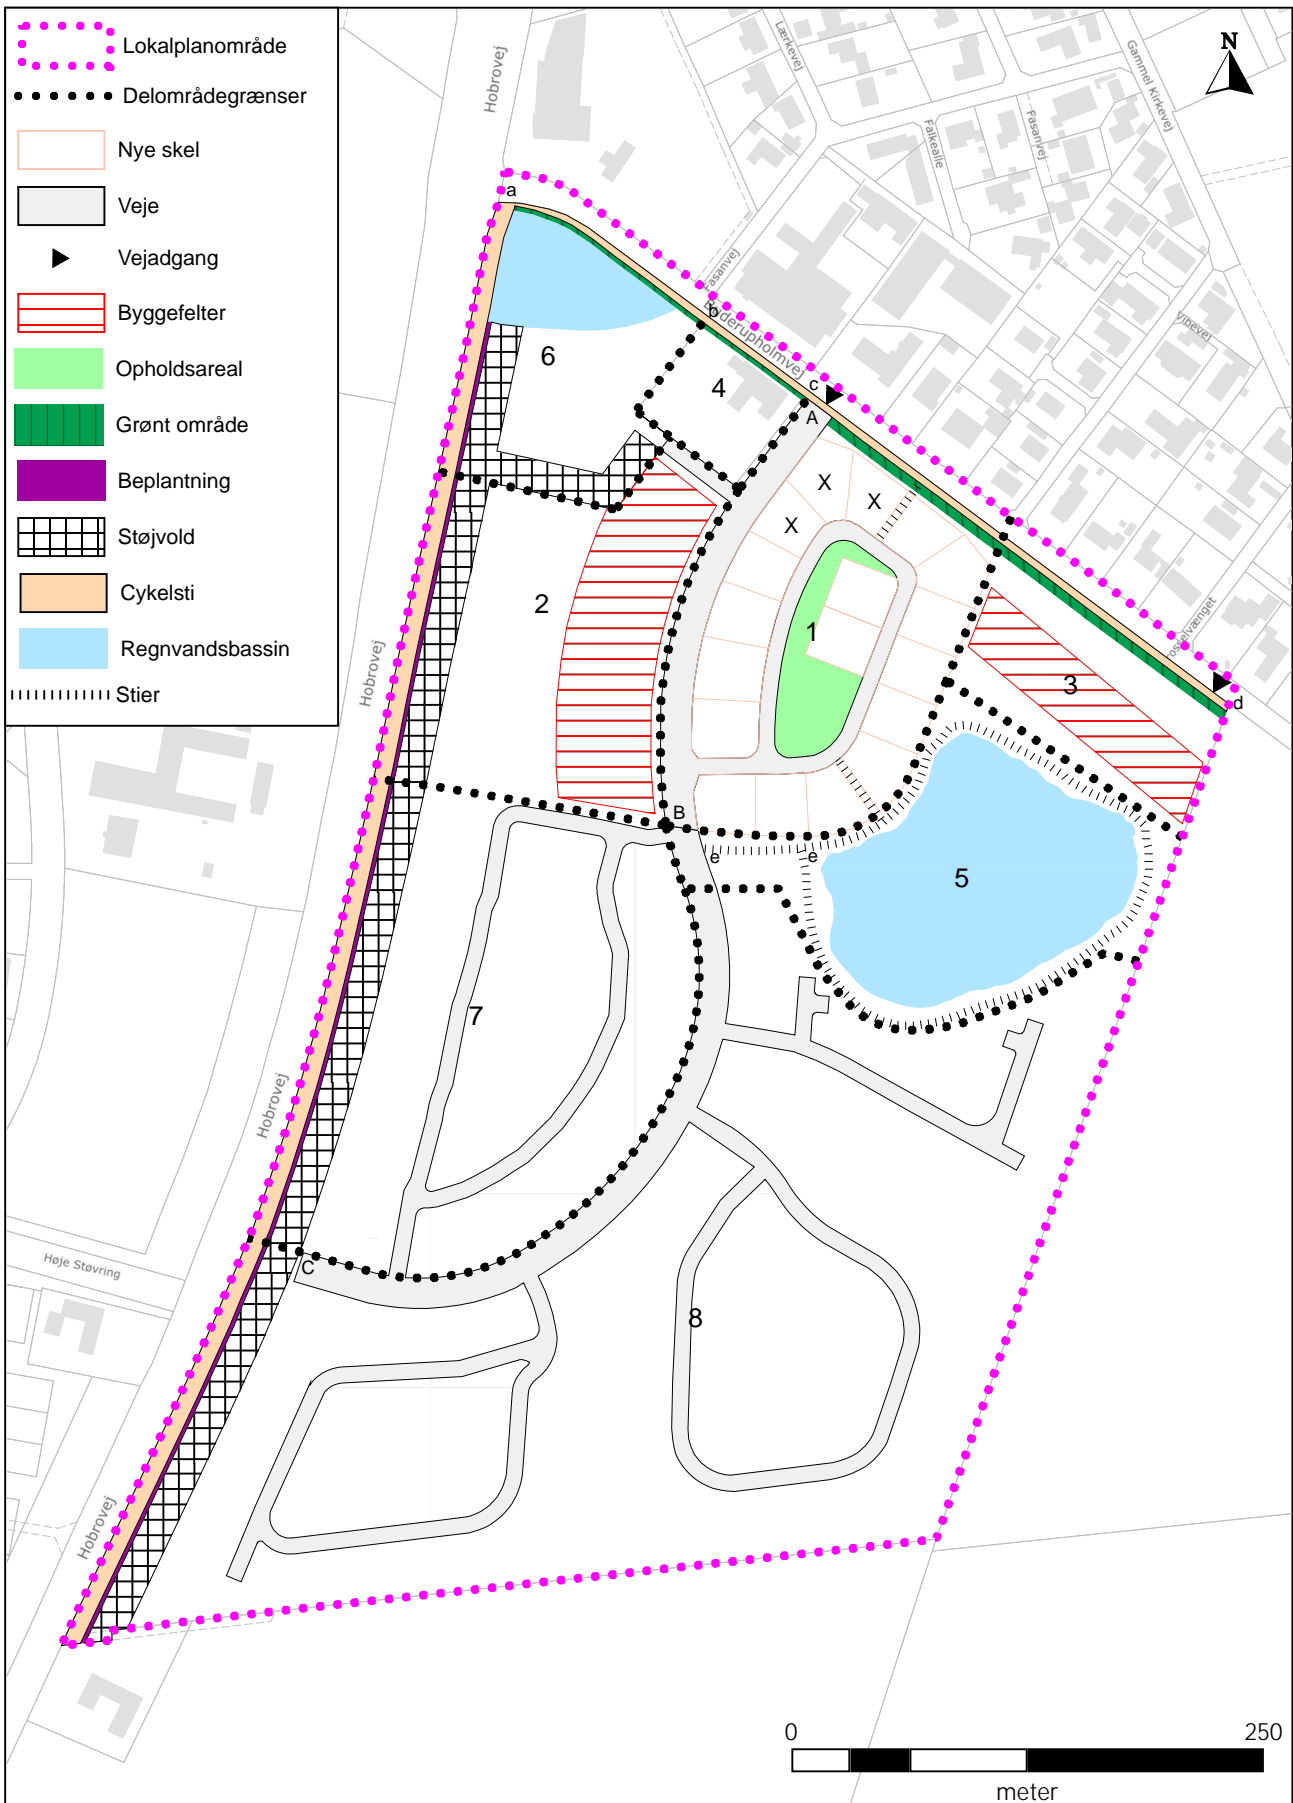 Lokalplanområde
Delområdegrænser
Nye skel
Veje
Vejadgang
Byggefelter
Opholdsareal
Grønt område
Beplantning
Støjvold
Cykelsti
Regnvandsbassin
Stier
N
Hobrovej
Lærkevej
Gammel Kirkevej
Falkealle
Fasanvej
Fasanvej
Vibevej
a
b
c
A
6
4
X
X
X
2
1
3
d
Hobrovej
B
e
e
5
7
Hobrovej
Høje Støvring
C
8
Hobrovej
0
250
meter